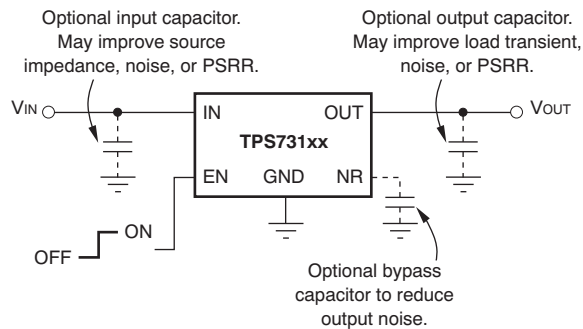 Optional input capacitor.
May improve source
impedance, noise, or PSRR.
Optional output capacitor.
May improve load transient,
noise, or PSRR.
VIN
IN
OUT
VOUT
TPS731xx
EN
GND
NR
OFF
ON
Optional bypass
capacitor to reduce
output noise.